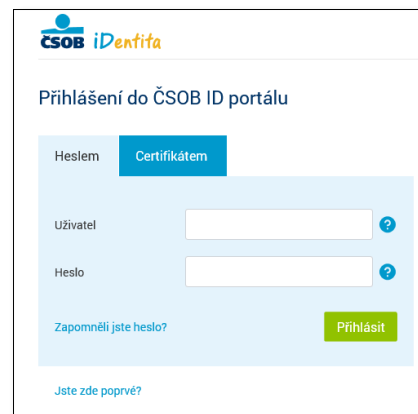 ČSOB iDentita
Přihlášení do ČSOB ID portálu
Heslem Certifikátem
Uživatel ?
Heslo ?
Zapomněli jste heslo? Přihlásit
Jste zde poprvé?